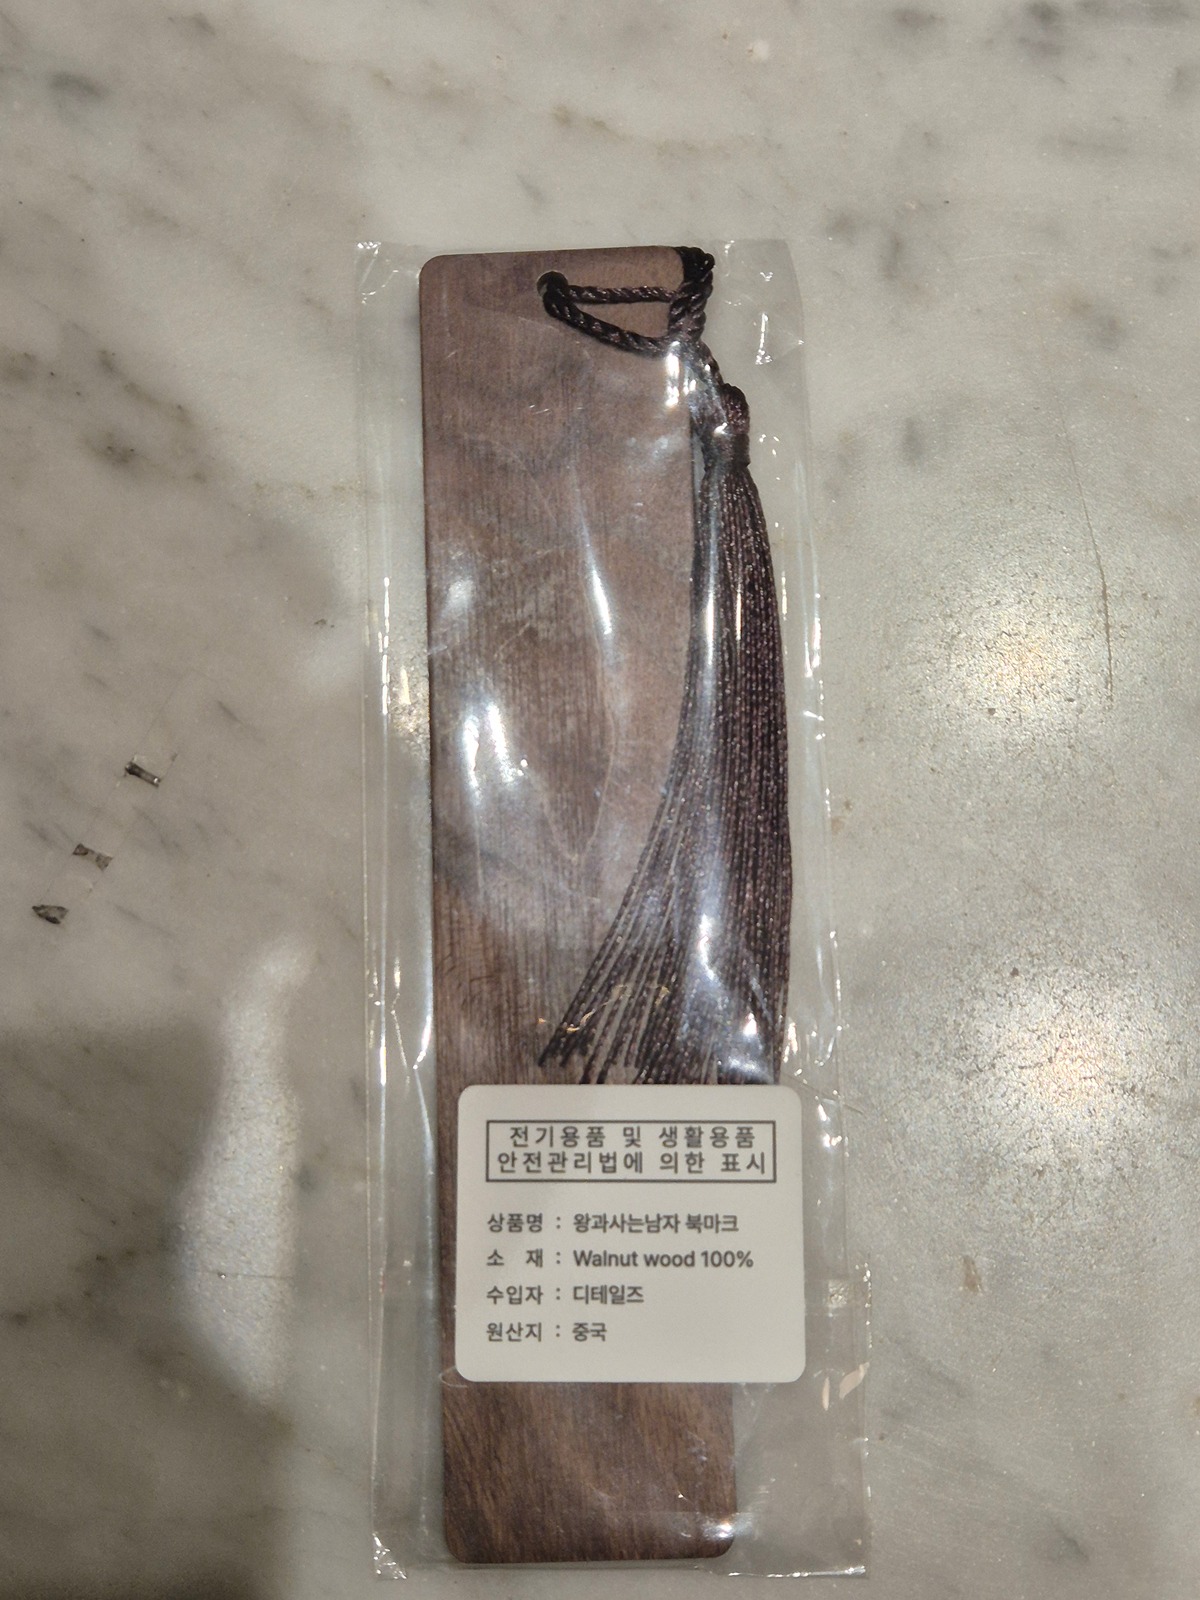 전기용품 및 생활용품
안전관리법에 의한 표시
상품명 : 왕과사는남자 북마크
소 재 : Walnut wood 100%
수입자 : 디테일즈
원산지 : 중국